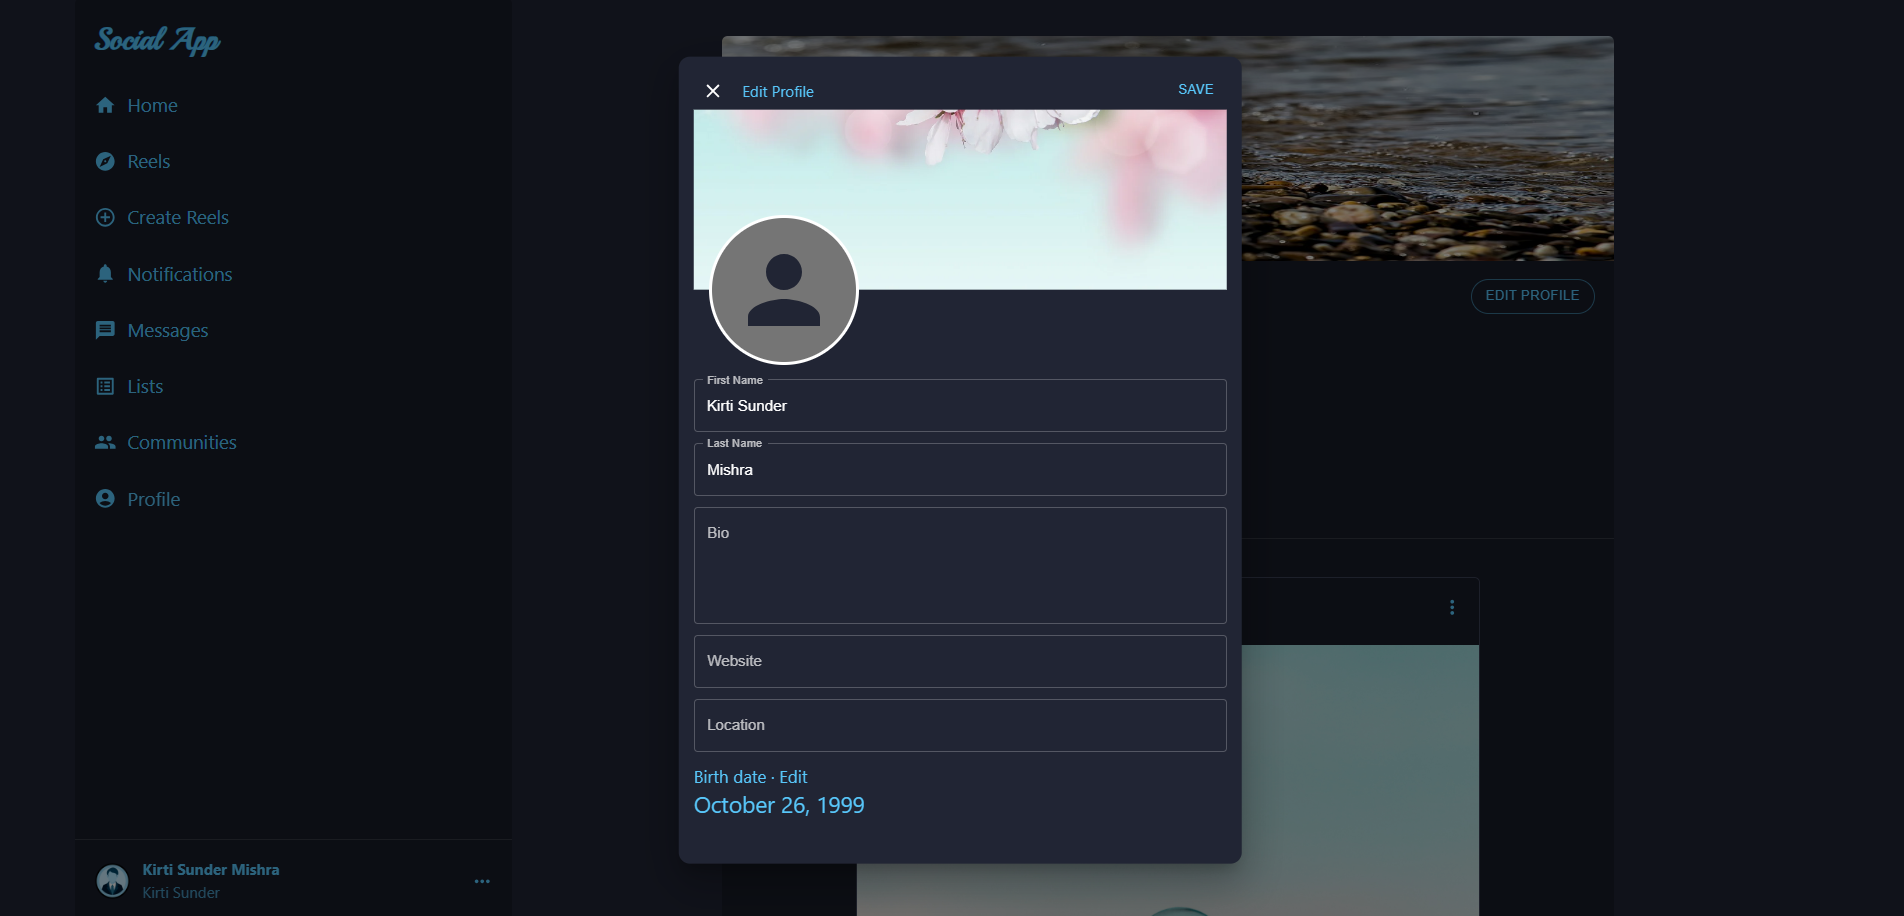 Social App
Home
Reels
Create Reels
Notifications
Messages
Lists
Communities
Profile
Kirti Sunder Mishra
Kirti Sunder
Edit Profile
SAVE
First Name
Kirti Sunder
Last Name
Mishra
Bio
Website
Location
Birth date · Edit
October 26, 1999
EDIT PROFILE